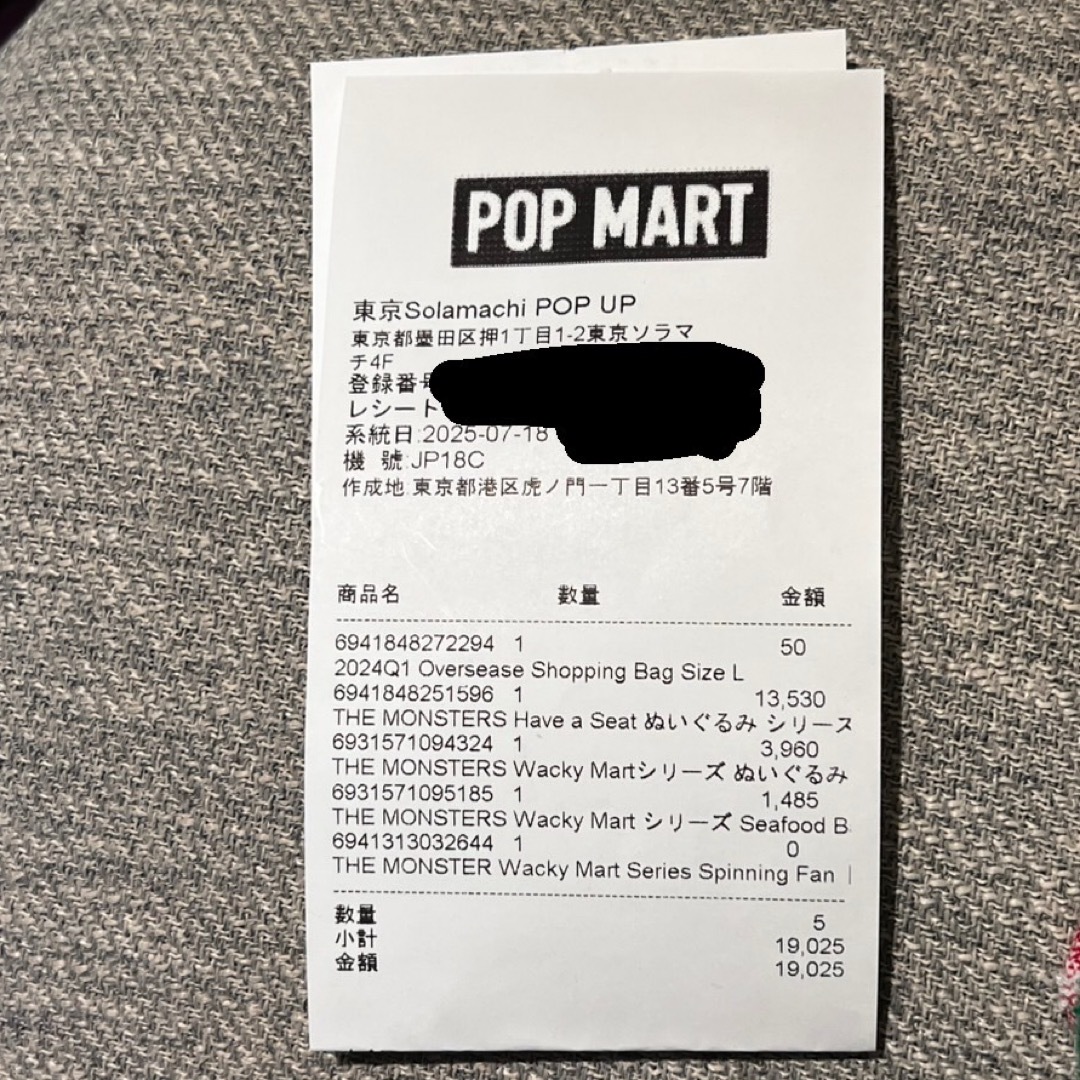 POP MART
東京Solamachi POP UP
東京都墨田区押1丁目1-2東京ソラマ
チ4F
登録番号
レシート
系統日:2025-07-18
機 號:JP18C
作成地:東京都港区虎ノ門一丁目13番5号7階
商品名 數量 金額
6941848272294 1 50
2024Q1 Oversease Shopping Bag Size L
6941848251596 1 13,530
THE MONSTERS Have a Seat ぬいぐるみ シリーズ
6931571094324 1 3,960
THE MONSTERS Wacky Martシリーズ ぬいぐるみ
6931571095185 1 1,485
THE MONSTERS Wacky Mart シリーズ Seafood B
6941313032644 1 0
THE MONSTER Wacky Mart Series Spinning Fan
數量 5
小計 19,025
金額 19,025